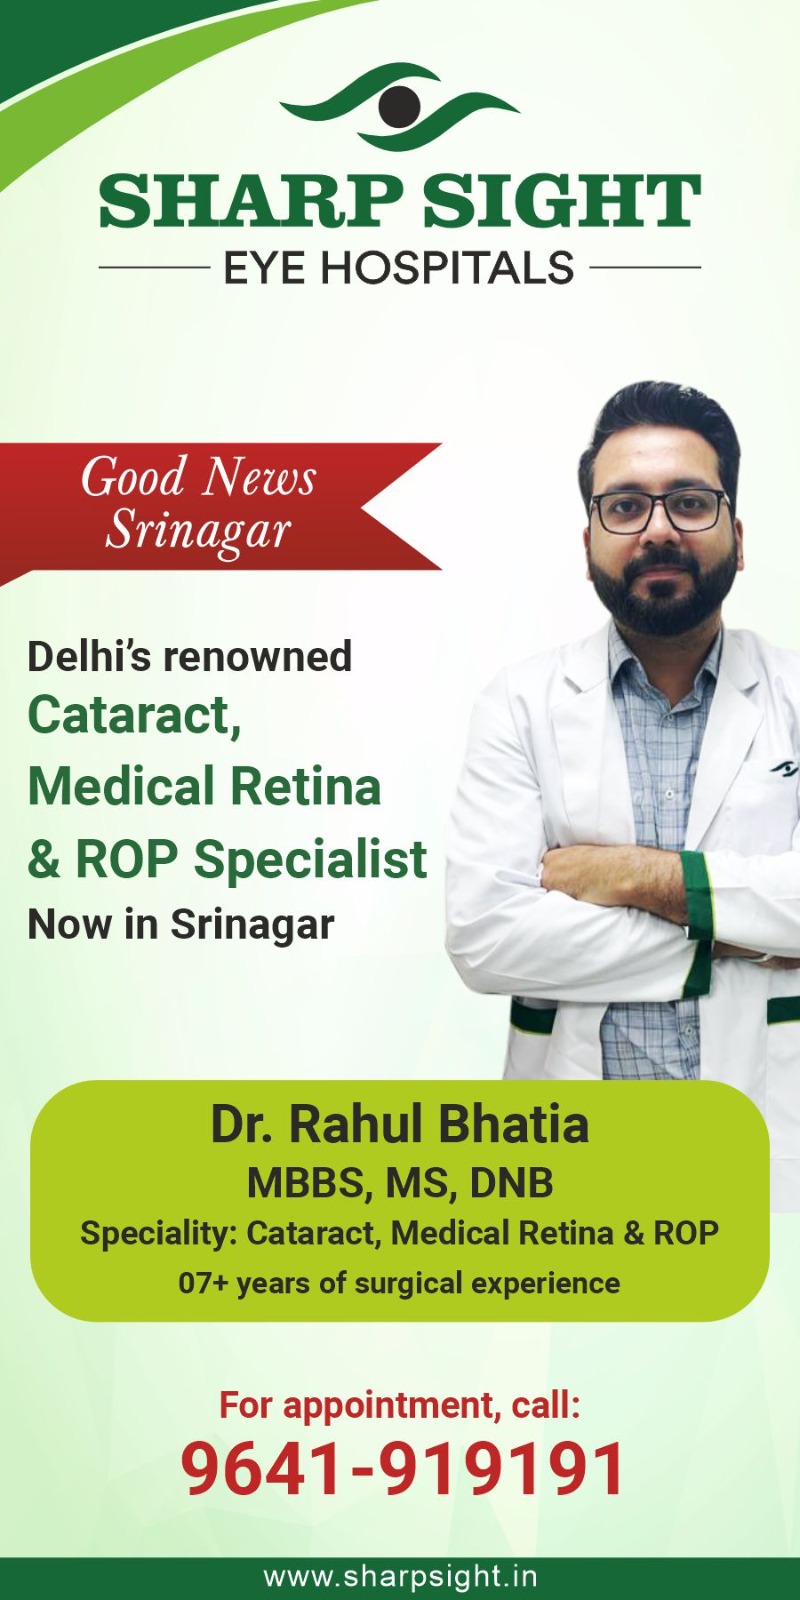 SHARP SIGHT
EYE HOSPITALS
Good News
Srinagar
Delhi's renowned
Cataract,
Medical Retina
& ROP Specialist
Now in Srinagar
Dr. Rahul Bhatia
MBBS, MS, DNB
Speciality: Cataract, Medical Retina & ROP
07+ years of surgical experience
For appointment, call:
9641-919191
www.sharpsight.in